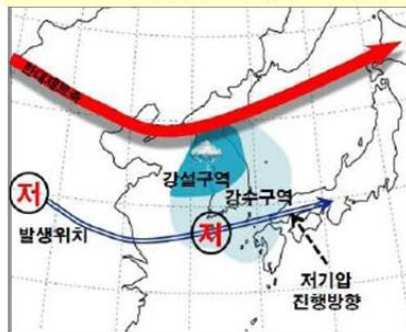 한대제트축
강설구역
강수구역
저
저
발생위치
저기압
진행방향